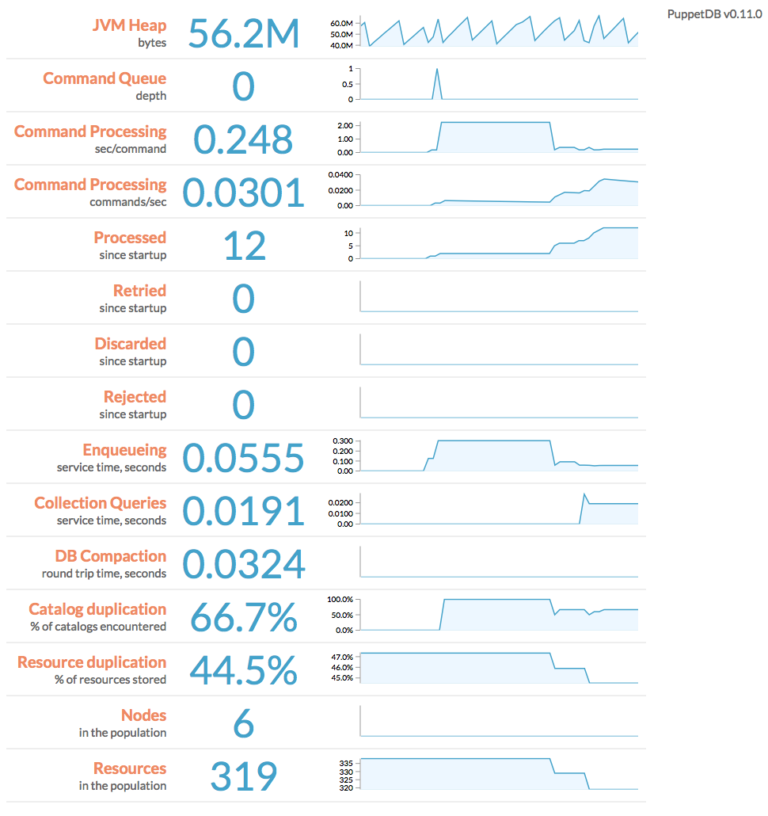 PuppetDB v0.11.0
JVM Heap
bytes
56.2M
60.0M
50.0M
40.0M
Command Queue
depth
0
1
0.5
0
Command Processing
sec/command
0.248
2.00
1.00
0.00
Command Processing
commands/sec
0.0301
0.0400
0.0200
0.00
Processed
since startup
12
10
5
0
Retried
since startup
0
Discarded
since startup
0
Rejected
since startup
0
Enqueueing
service time, seconds
0.0555
0.300
0.200
0.100
0.00
Collection Queries
service time, seconds
0.0191
0.0200
0.0100
0.00
DB Compaction
round trip time, seconds
0.0324
Catalog duplication
% of catalogs encountered
66.7%
100.0%
50.0%
0.0%
Resource duplication
% of resources stored
44.5%
47.0%
46.0%
45.0%
Nodes
in the population
6
Resources
in the population
319
335
330
325
320